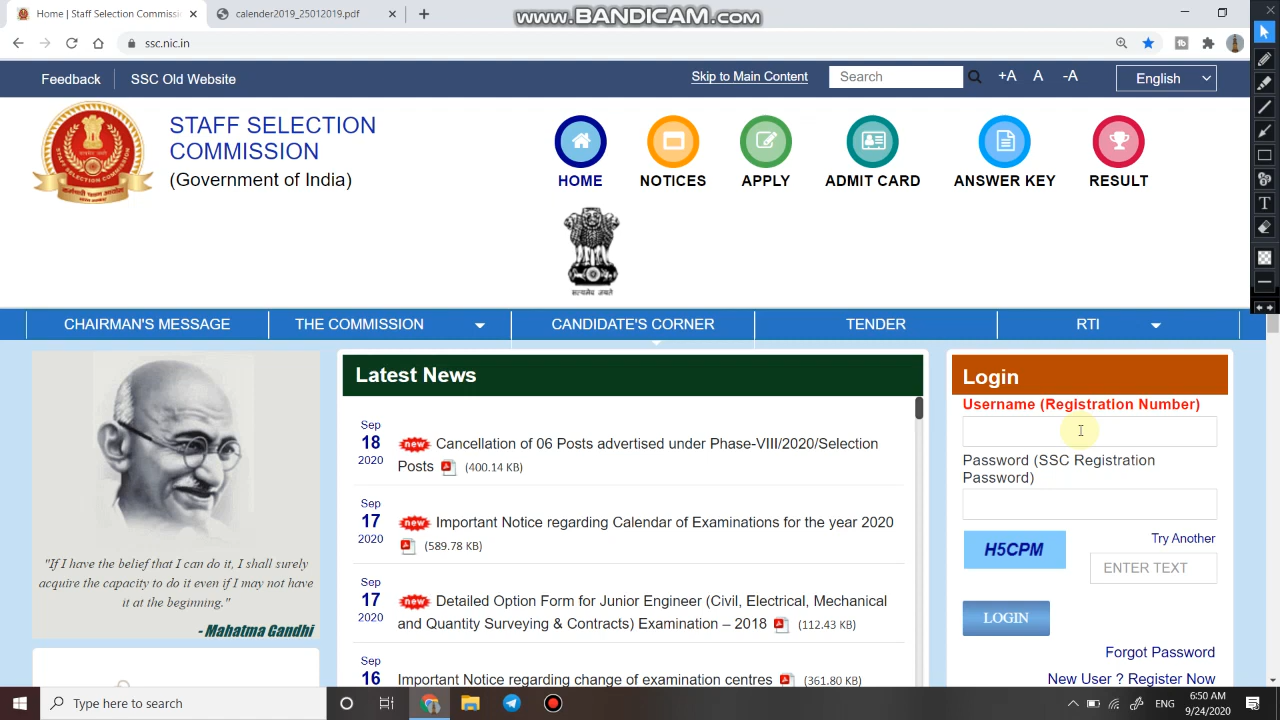 Home | Staff Selection Commissi
calender2019_25012019.pdf
www.BANDICAM.com
ssc.nic.in
Feedback
SSC Old Website
Skip to Main Content
Search
+A
A
-A
English
STAFF SELECTION
COMMISSION
(Government of India)
HOME
NOTICES
APPLY
ADMIT CARD
ANSWER KEY
RESULT
सत्यमेव जयते
CHAIRMAN'S MESSAGE
THE COMMISSION
CANDIDATE'S CORNER
TENDER
RTI
"If I have the belief that I can do it, I shall surely
acquire the capacity to do it even if I may not have
it at the beginning."
- Mahatma Gandhi
Latest News
Sep
18
2020
new Cancellation of 06 Posts advertised under Phase-VIII/2020/Selection
Posts (400.14 KB)
Sep
17
2020
new Important Notice regarding Calendar of Examinations for the year 2020
(589.78 KB)
Sep
17
2020
new Detailed Option Form for Junior Engineer (Civil, Electrical, Mechanical
and Quantity Surveying & Contracts) Examination – 2018 (112.43 KB)
Sep
16
Important Notice regarding change of examination centres (361.80 KB)
Login
Username (Registration Number)
Password (SSC Registration
Password)
H5CPM
Try Another
ENTER TEXT
LOGIN
Forgot Password
New User ? Register Now
Type here to search
ENG
6:50 AM
9/24/2020